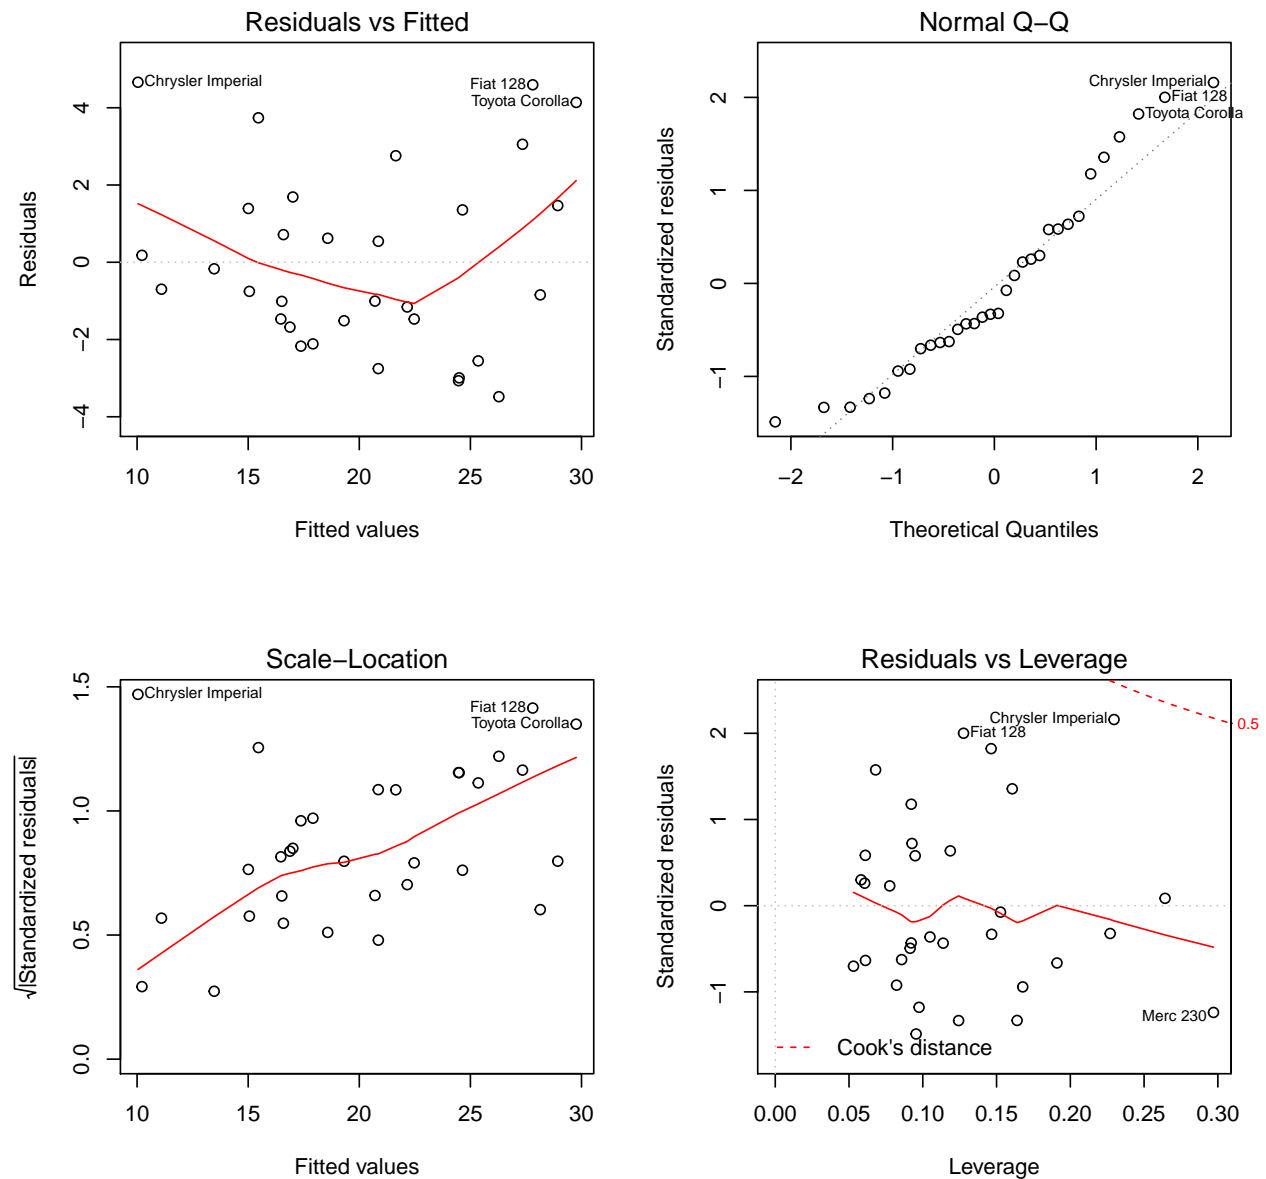 Residuals vs Fitted
Residuals
4
2
0
−2
−4
Chrysler Imperial
Fiat 128
Toyota Corolla
10 15 20 25 30
Fitted values
Normal Q−Q
Standardized residuals
2
1
0
−1
Chrysler Imperial
Fiat 128
Toyota Corolla
−2 −1 0 1 2
Theoretical Quantiles
Scale−Location
√|Standardized residuals|
1.5
1.0
0.5
0.0
Chrysler Imperial
Fiat 128
Toyota Corolla
10 15 20 25 30
Fitted values
Residuals vs Leverage
Standardized residuals
2
1
0
−1
Chrysler Imperial
Fiat 128
0.5
Merc 230
Cook's distance
0.00 0.05 0.10 0.15 0.20 0.25 0.30
Leverage